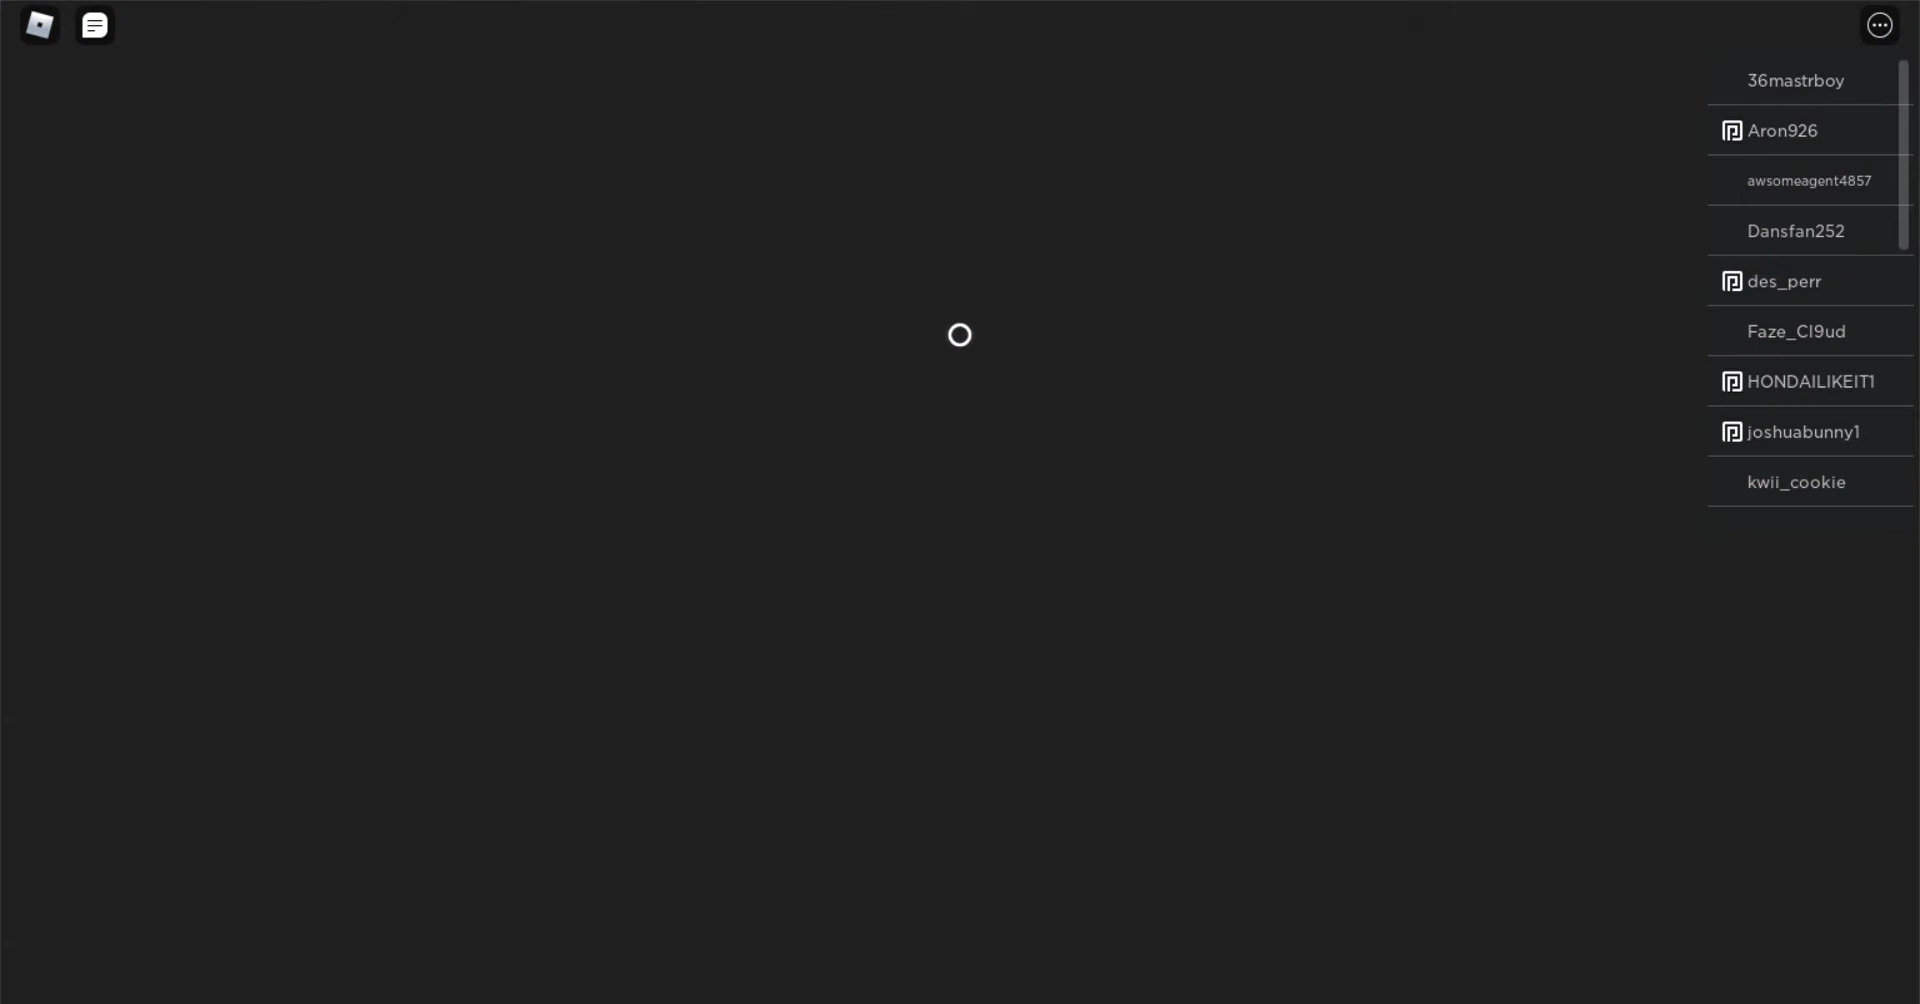 36mastrboy
Aron926
awsomeagent4857
Dansfan252
des_perr
Faze_Cl9ud
HONDAILIKEIT1
joshuabunny1
kwii_cookie